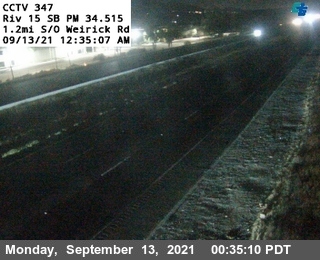 CCTV 347
Riv 15 SB PM 34.515
1.2mi S/O Weirick Rd
09/13/21 12:35:07 AM
Monday, September 13, 2021 00:35:10 PDT